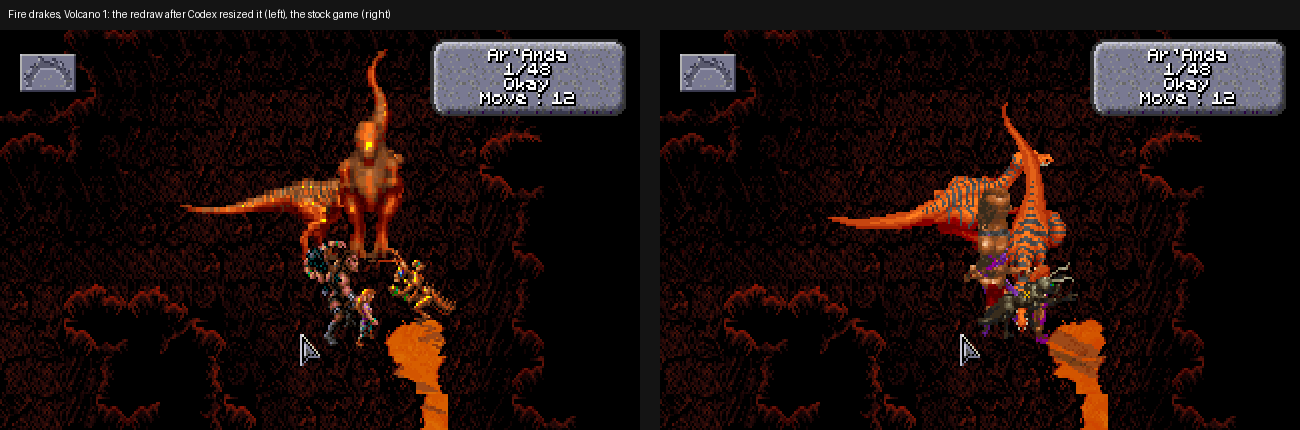 Fire drakes, Volcano 1: the redraw after Codex resized it (left), the stock game (right)
Ar'Amda
1/48
Okay
Move : 12
Ar'Amda
1/48
Okay
Move : 12